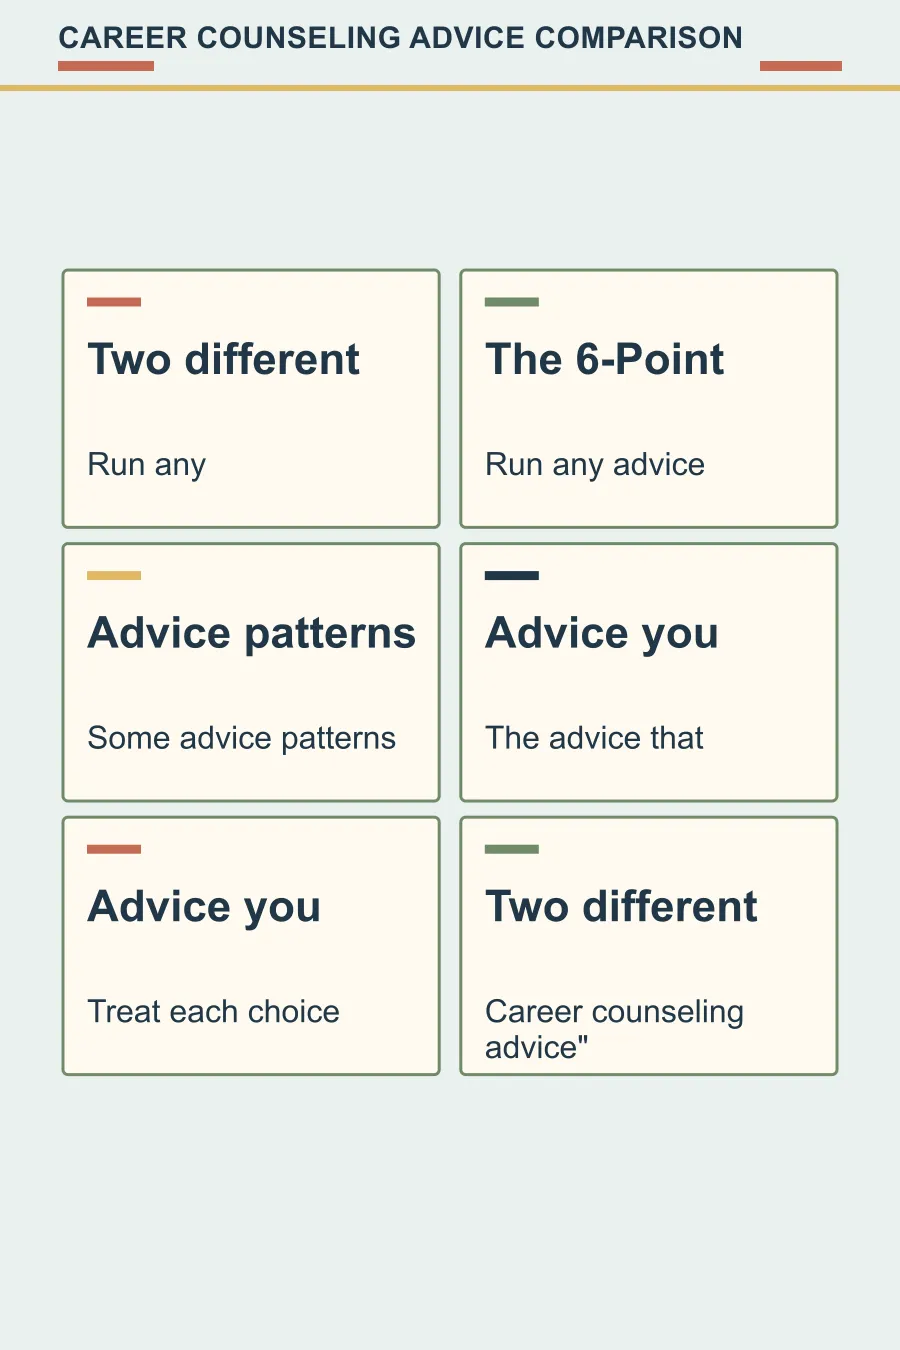 CAREER COUNSELING ADVICE COMPARISON
Two different
Run any
The 6-Point
Run any advice
Advice patterns
Some advice patterns
Advice you
The advice that
Advice you
Treat each choice
Two different
Career counseling
advice"